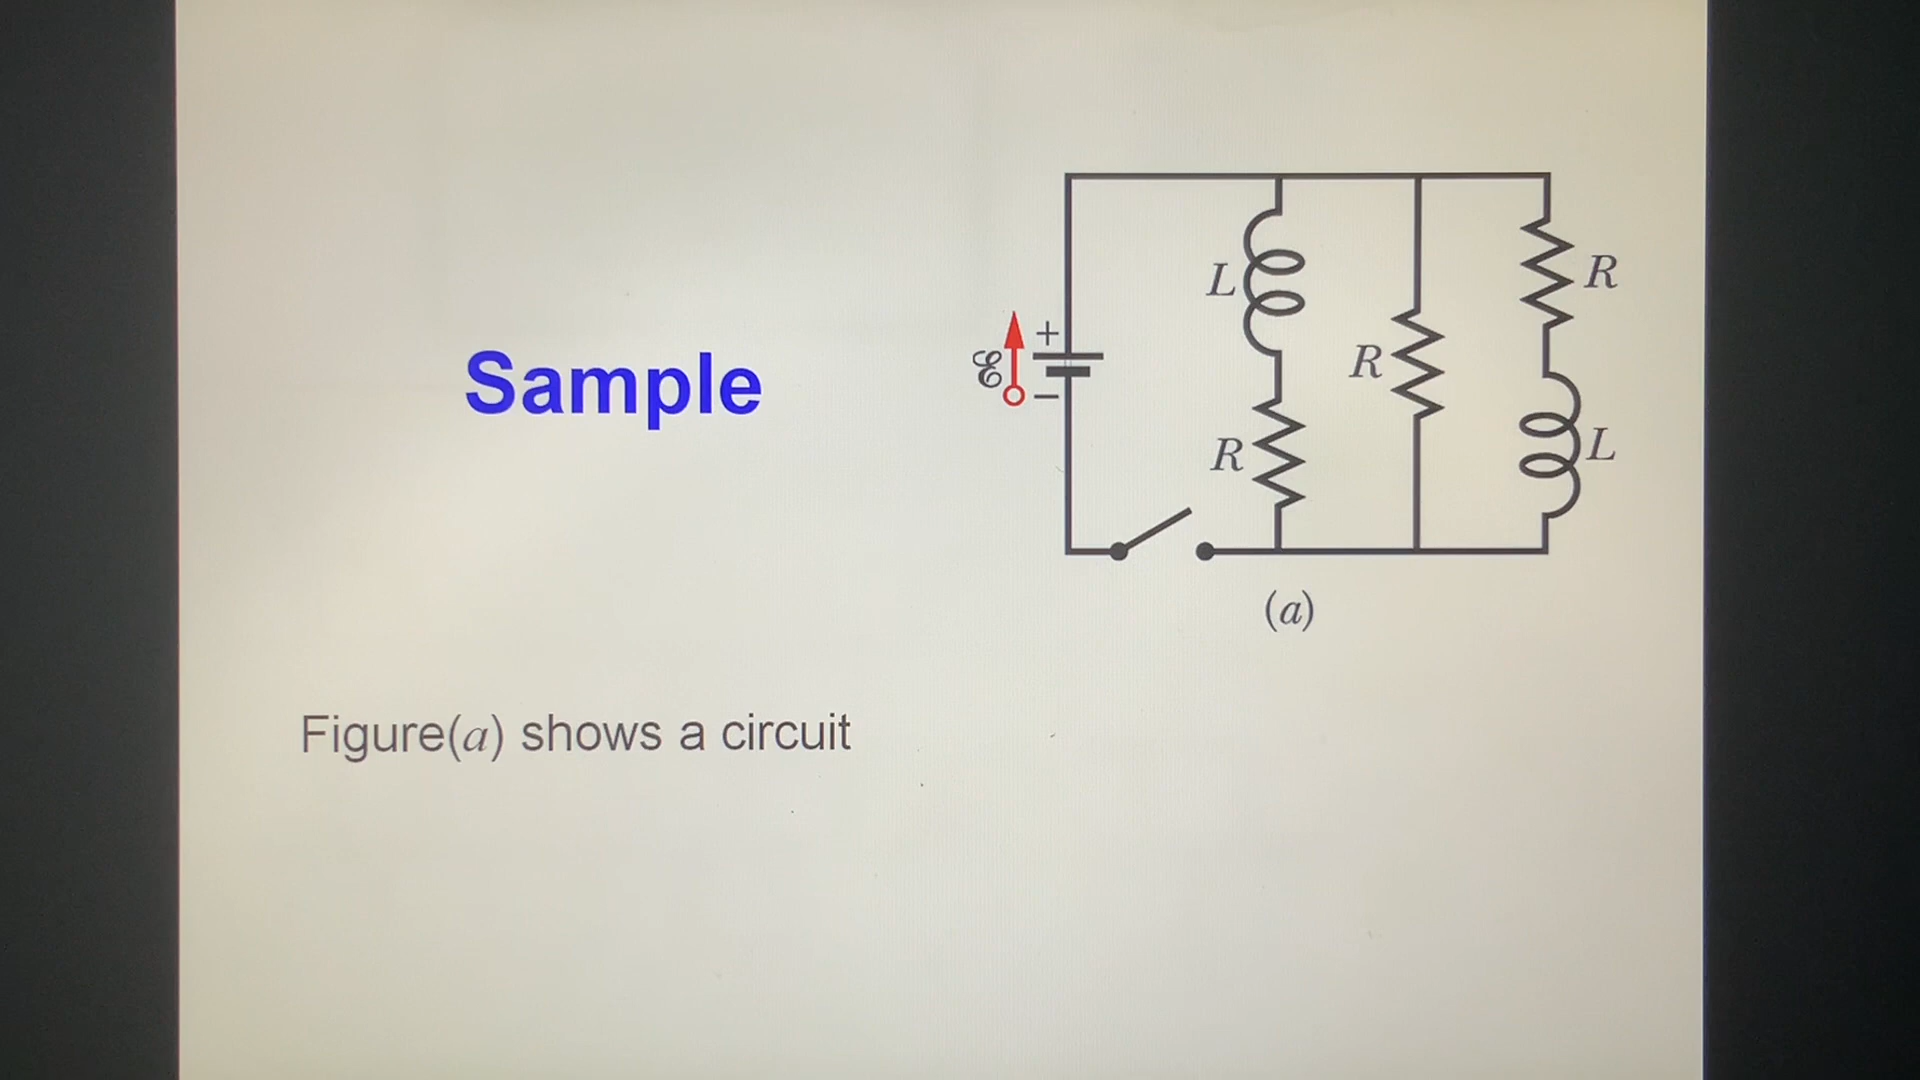 Sample
L
R
R
R
L
ℰ
+
−
(a)
Figure(a) shows a circuit